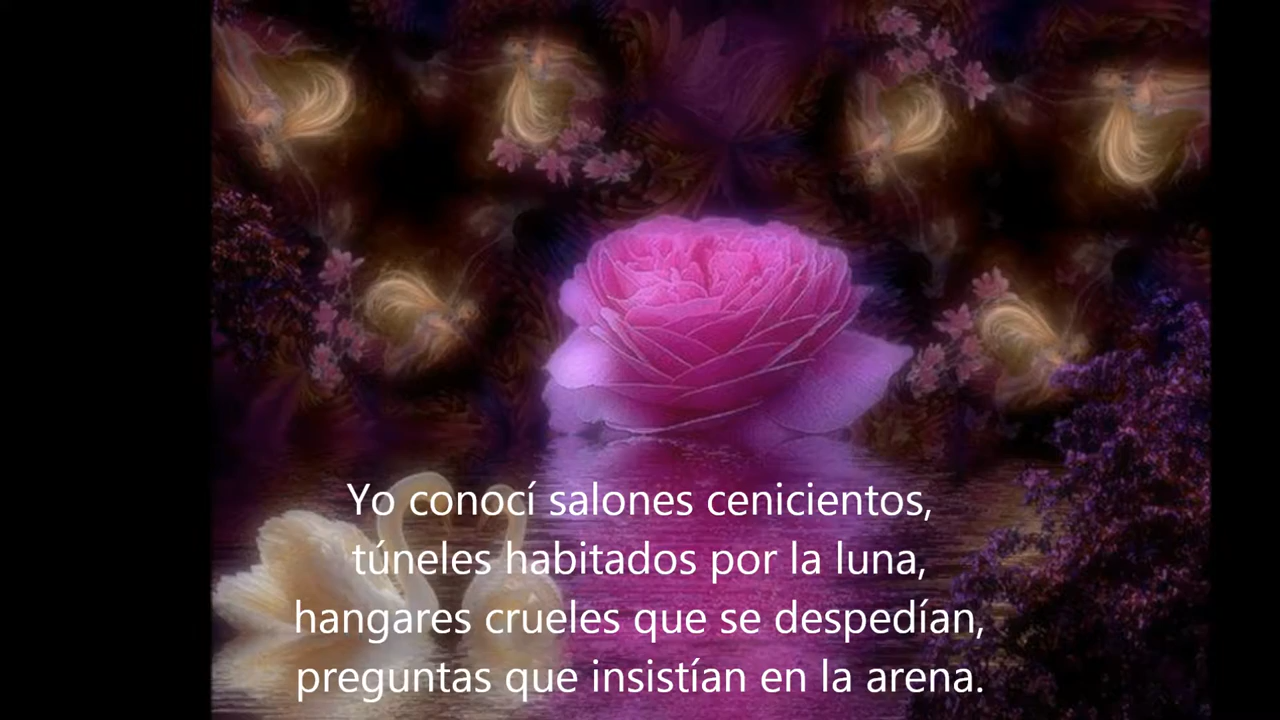 Yo conocí salones cenicientos,
túneles habitados por la luna,
hangares crueles que se despedían,
preguntas que insistían en la arena.